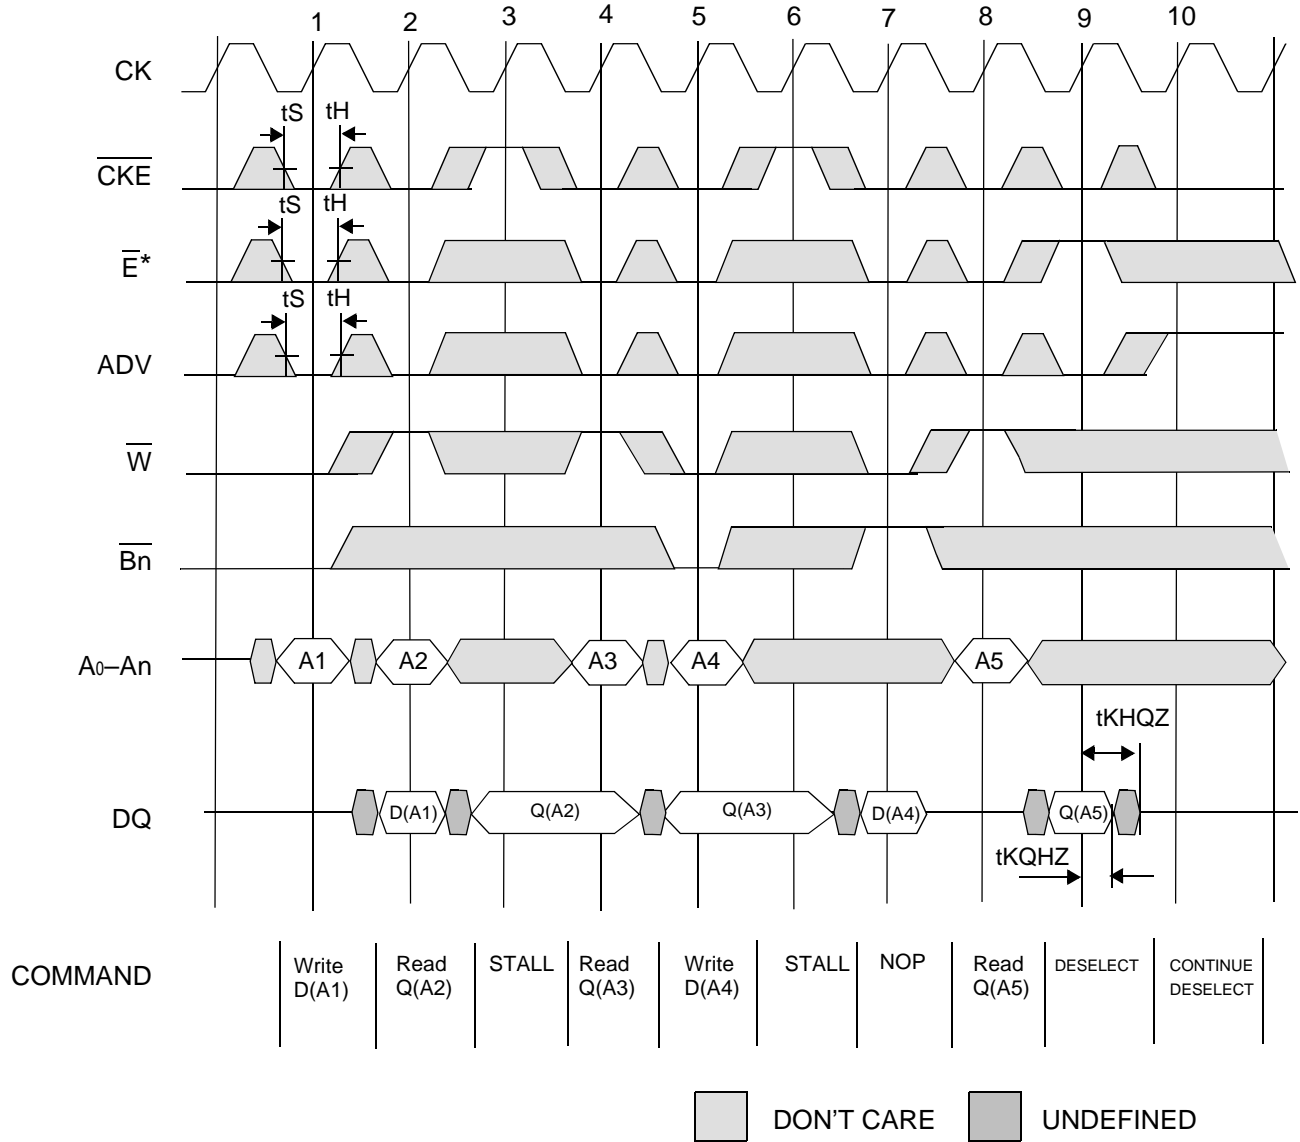 1 2 3 4 5 6 7 8 9 10
CK
tS tH
CKE
tS tH
E*
tS tH
ADV
W
Bn
A0–An A1 A2 A3 A4 A5
tKHQZ
DQ D(A1) Q(A2) Q(A3) D(A4) Q(A5)
tKQHZ
COMMAND
Write
D(A1)
Read
Q(A2)
STALL
Read
Q(A3)
Write
D(A4)
STALL
NOP
Read
Q(A5)
DESELECT
CONTINUE
DESELECT
DON'T CARE UNDEFINED